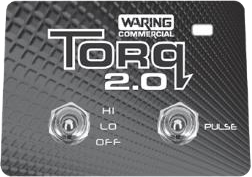 WARING
COMMERCIAL
TORQ
2.0
HI
LO
OFF
PULSE